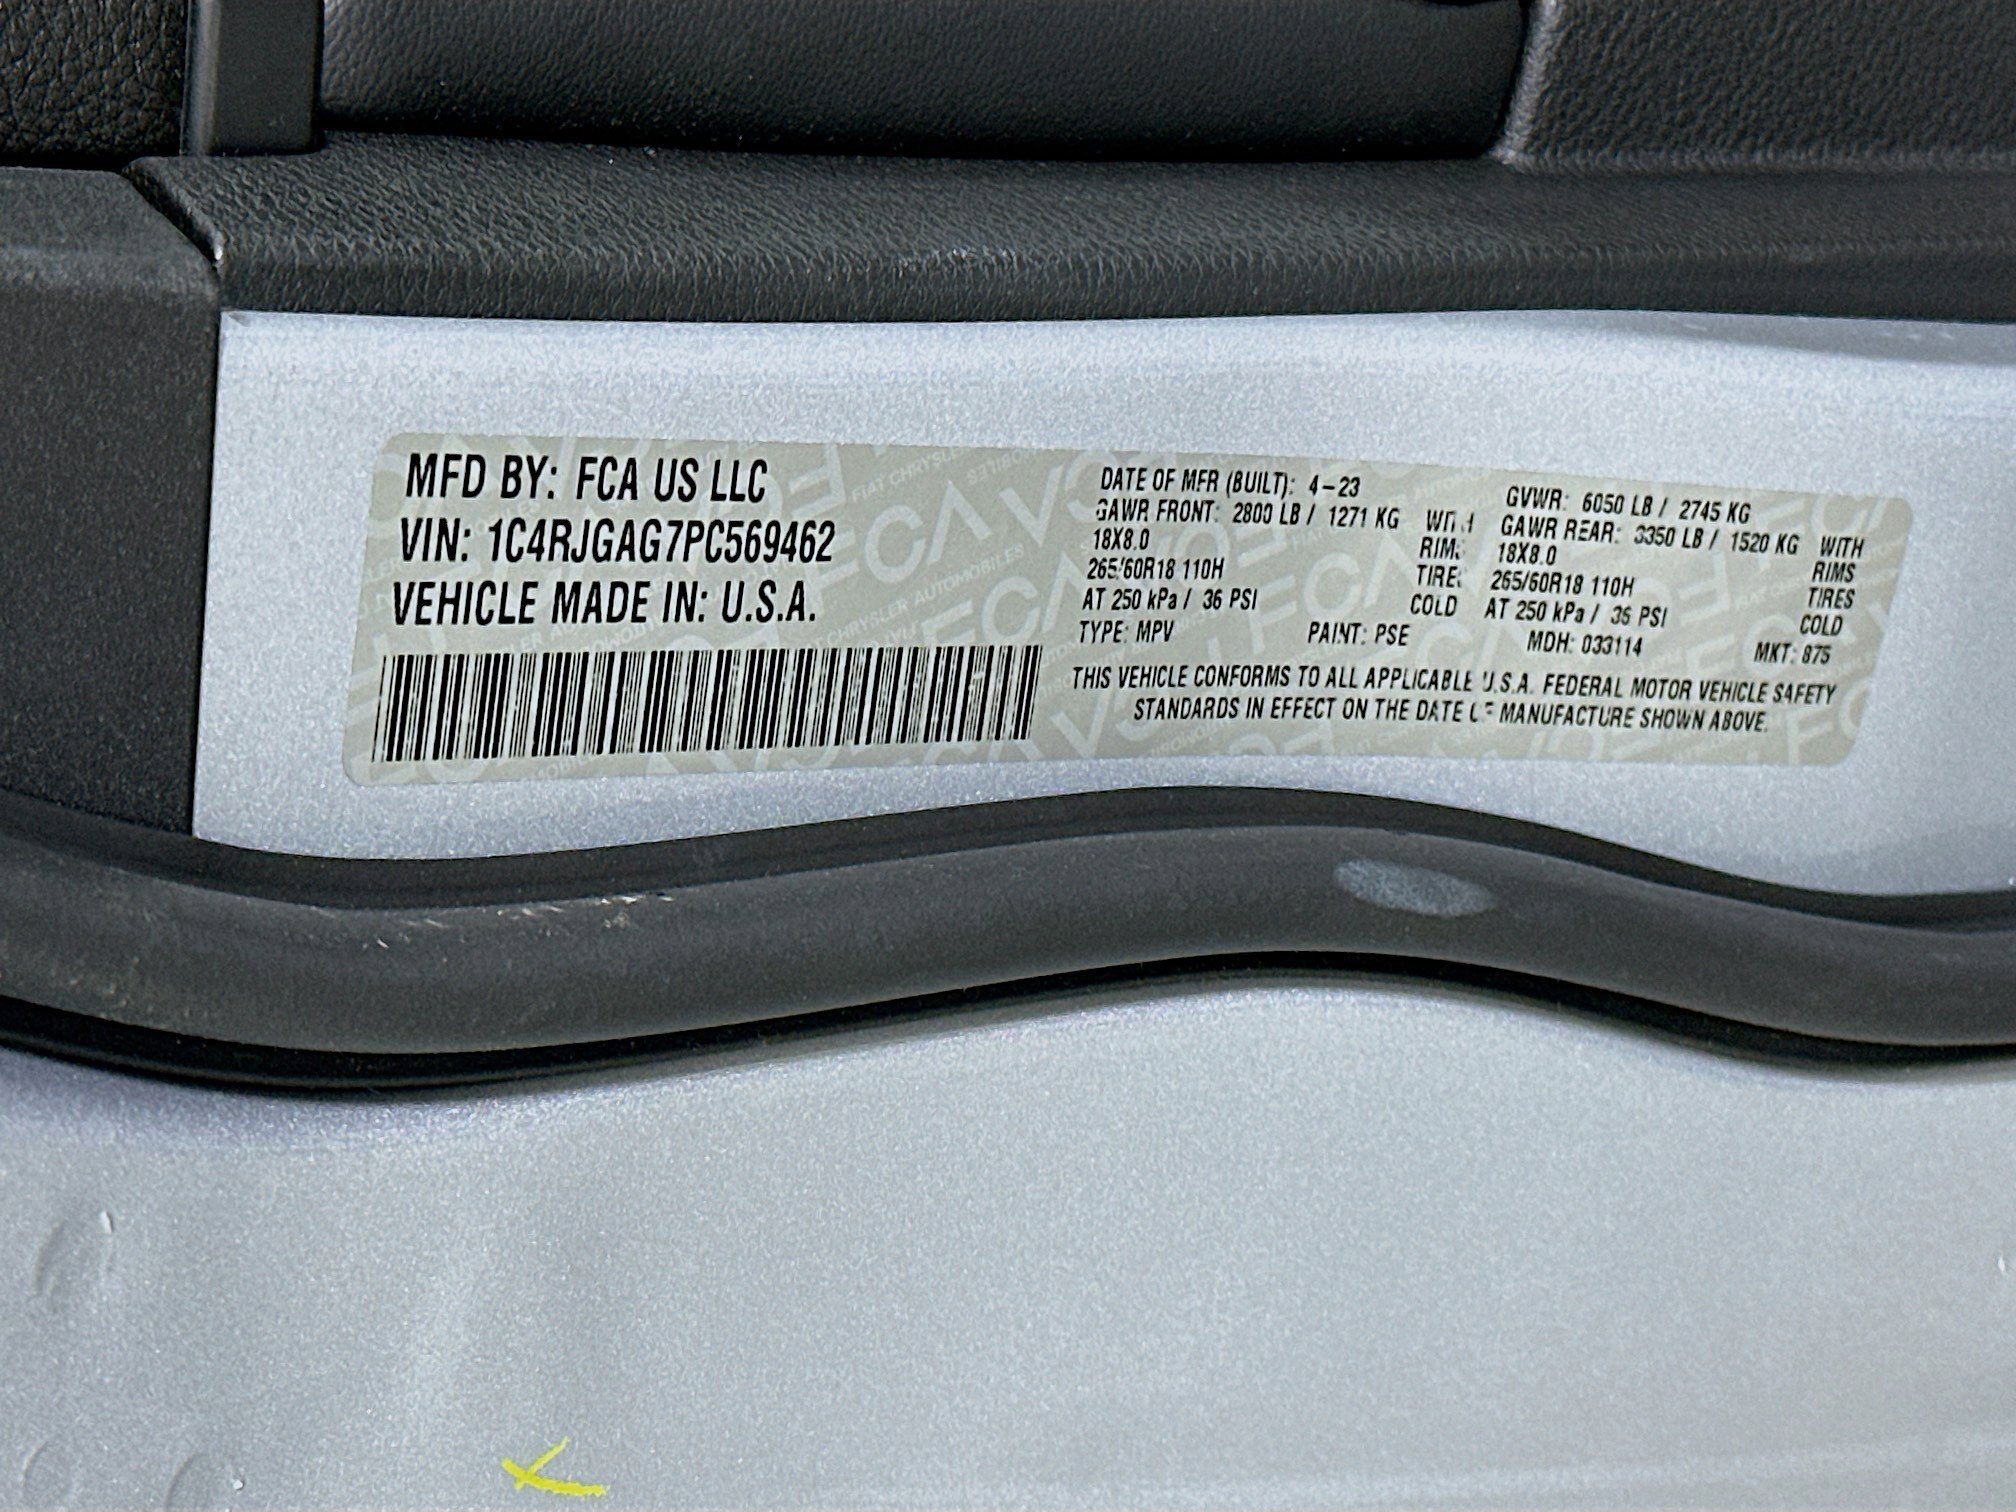 MFD BY: FCA US LLC
VIN: 1C4RJGAG7PC569462
VEHICLE MADE IN: U.S.A.
DATE OF MFR (BUILT): 4-23
GAWR FRONT: 2800 LB / 1271 KG WITH
18X8.0 RIMS
265/60R18 110H TIRES
AT 250 kPa / 36 PSI COLD
TYPE: MPV PAINT: PSE
GVWR: 6050 LB / 2745 KG
GAWR REAR: 3350 LB / 1520 KG WITH
18X8.0 RIMS
265/60R18 110H TIRES
AT 250 kPa / 36 PSI COLD
MDH: 033114 MKT: 875
THIS VEHICLE CONFORMS TO ALL APPLICABLE U.S.A. FEDERAL MOTOR VEHICLE SAFETY
STANDARDS IN EFFECT ON THE DATE OF MANUFACTURE SHOWN ABOVE.